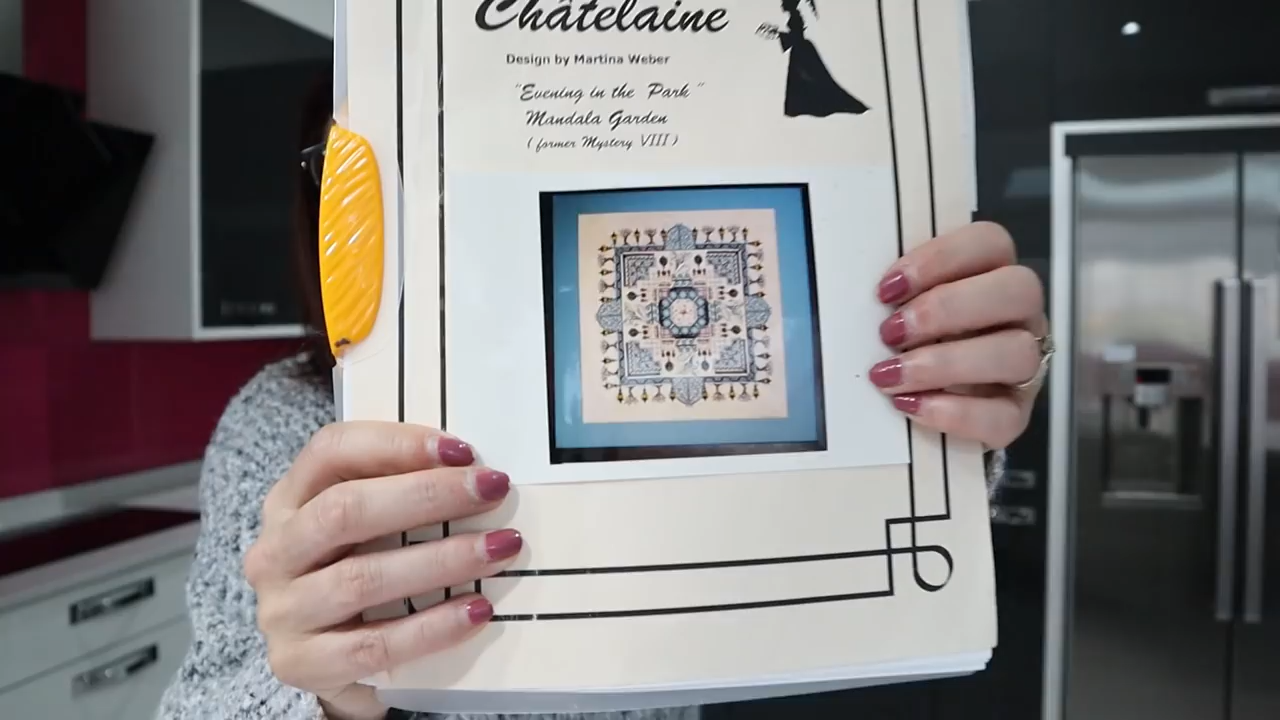 Châtelaine
Design by Martina Weber
"Evening in the Park"
Mandala Garden
( former Mystery VIII )